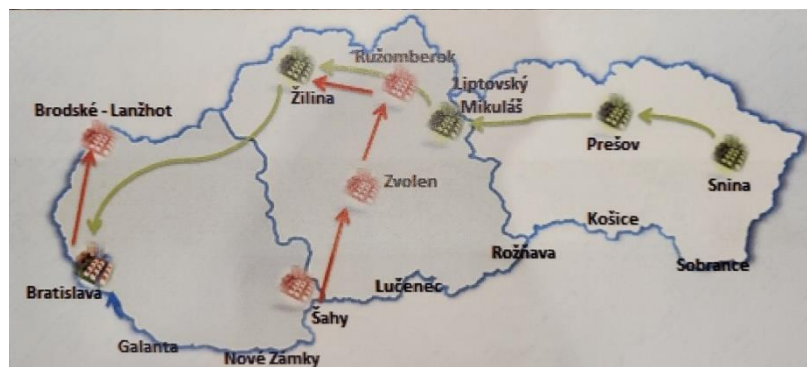 Ružomberok
Liptovský
Mikuláš
Žilina
Brodské - Lanžhot
Prešov
Snina
Zvolen
Košice
Rožňava
Sobrance
Lučenec
Bratislava
Šahy
Galanta
Nové Zámky